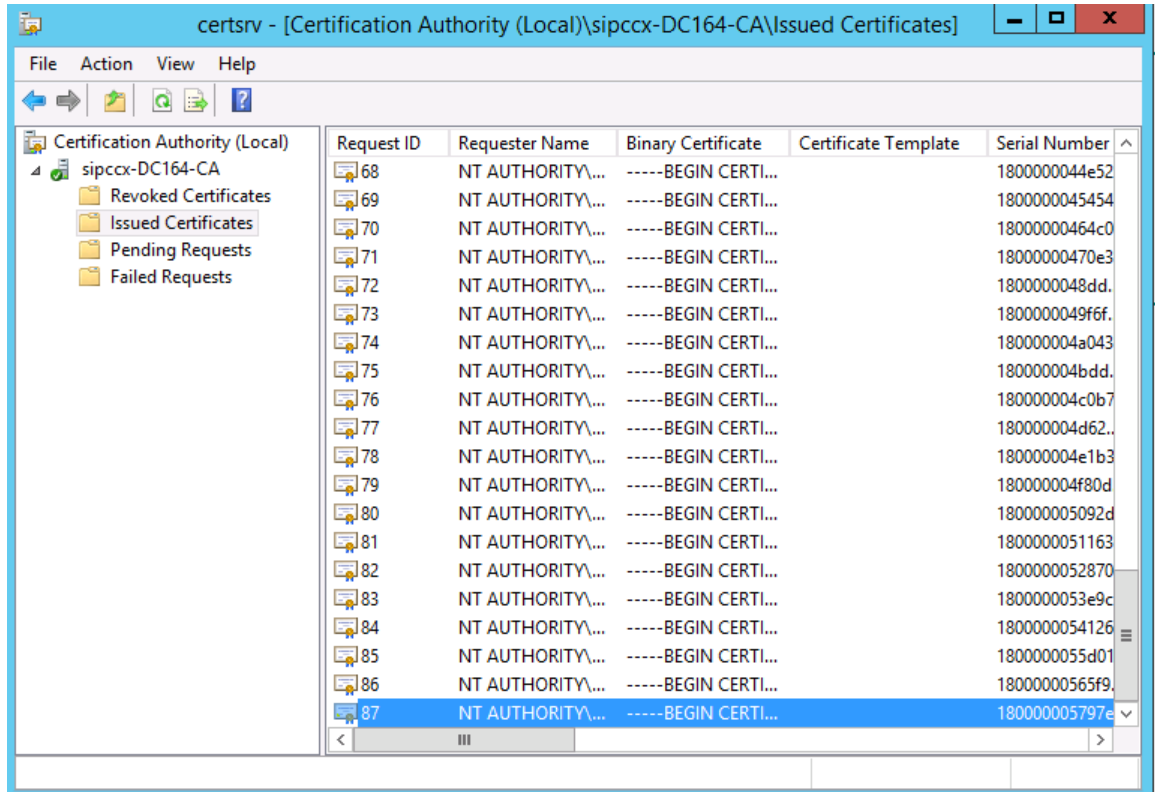 certsrv - [Certification Authority (Local)\sipccx-DC164-CA\Issued Certificates]
File Action View Help
Certification Authority (Local)
sipccx-DC164-CA
Revoked Certificates
Issued Certificates
Pending Requests
Failed Requests
Request ID Requester Name Binary Certificate Certificate Template Serial Number
68 NT AUTHORITY\... -----BEGIN CERTI... 1800000044e52
69 NT AUTHORITY\... -----BEGIN CERTI... 180000045454
70 NT AUTHORITY\... -----BEGIN CERTI... 18000000464c0
71 NT AUTHORITY\... -----BEGIN CERTI... 18000000470e3
72 NT AUTHORITY\... -----BEGIN CERTI... 18000000048dd.
73 NT AUTHORITY\... -----BEGIN CERTI... 18000000049f6f.
74 NT AUTHORITY\... -----BEGIN CERTI... 180000004a043
75 NT AUTHORITY\... -----BEGIN CERTI... 180000004bdd.
76 NT AUTHORITY\... -----BEGIN CERTI... 180000004c0b7
77 NT AUTHORITY\... -----BEGIN CERTI... 180000004d62..
78 NT AUTHORITY\... -----BEGIN CERTI... 180000004e1b3
79 NT AUTHORITY\... -----BEGIN CERTI... 180000004f80d
80 NT AUTHORITY\... -----BEGIN CERTI... 180000005092d
81 NT AUTHORITY\... -----BEGIN CERTI... 1800000051163
82 NT AUTHORITY\... -----BEGIN CERTI... 1800000052870
83 NT AUTHORITY\... -----BEGIN CERTI... 1800000053e9c
84 NT AUTHORITY\... -----BEGIN CERTI... 1800000054126
85 NT AUTHORITY\... -----BEGIN CERTI... 1800000055d01
86 NT AUTHORITY\... -----BEGIN CERTI... 18000000565f9.
87 NT AUTHORITY\... -----BEGIN CERTI... 180000005797e